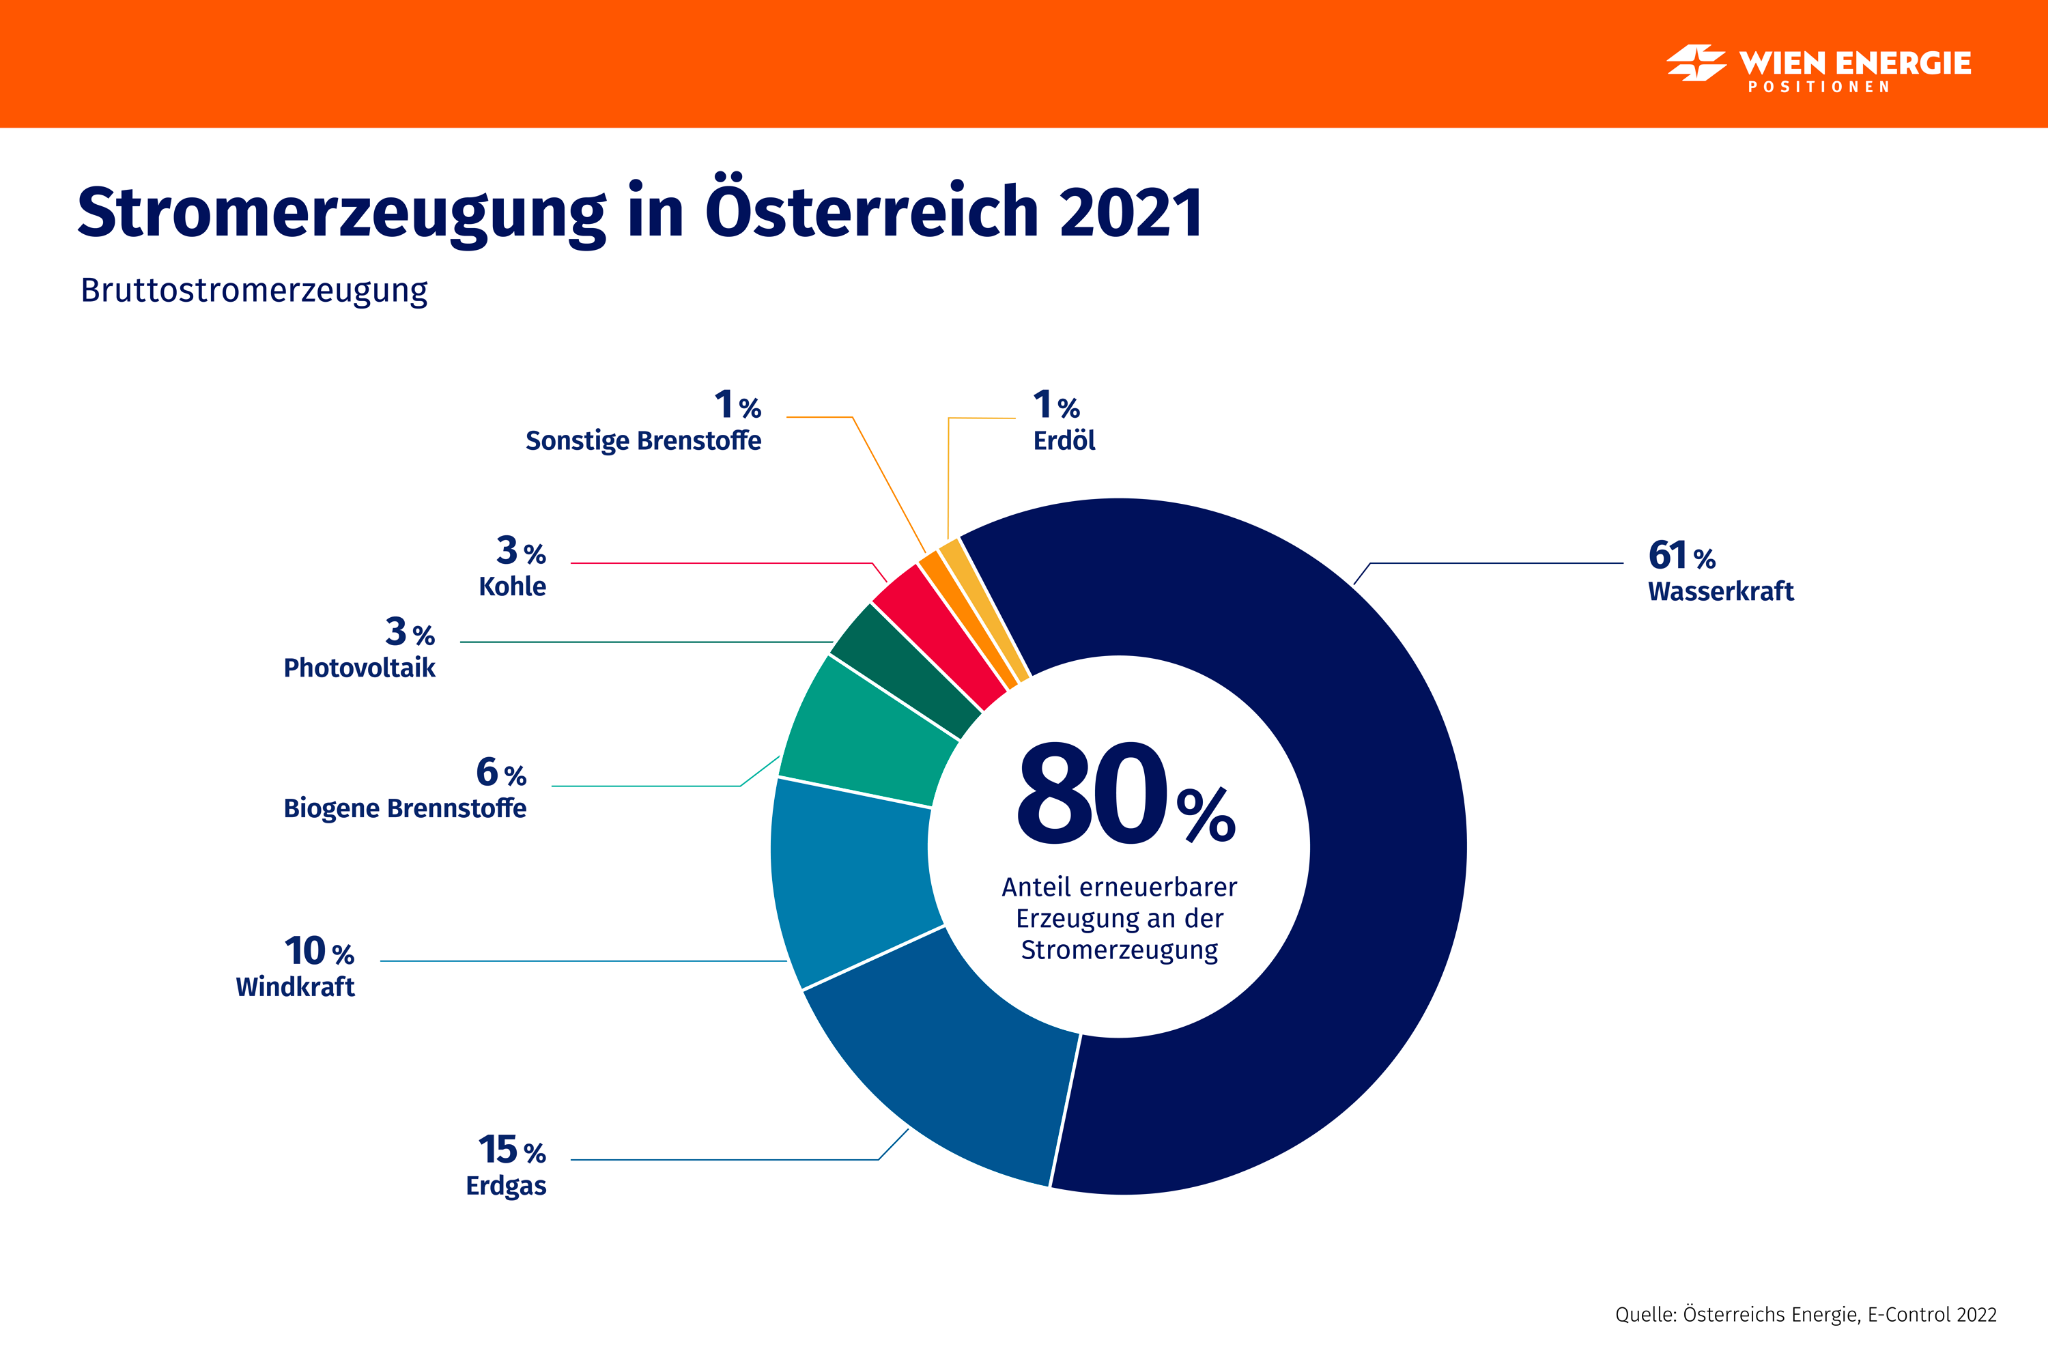 WIEN ENERGIE
POSITIONEN
Stromerzeugung in Österreich 2021
Bruttostromerzeugung
1 %
Sonstige Brenstoffe
1 %
Erdöl
3 %
Kohle
61 %
Wasserkraft
3 %
Photovoltaik
6 %
Biogene Brennstoffe
80 %
Anteil erneuerbarer
Erzeugung an der
Stromerzeugung
10 %
Windkraft
15 %
Erdgas
Quelle: Österreichs Energie, E-Control 2022